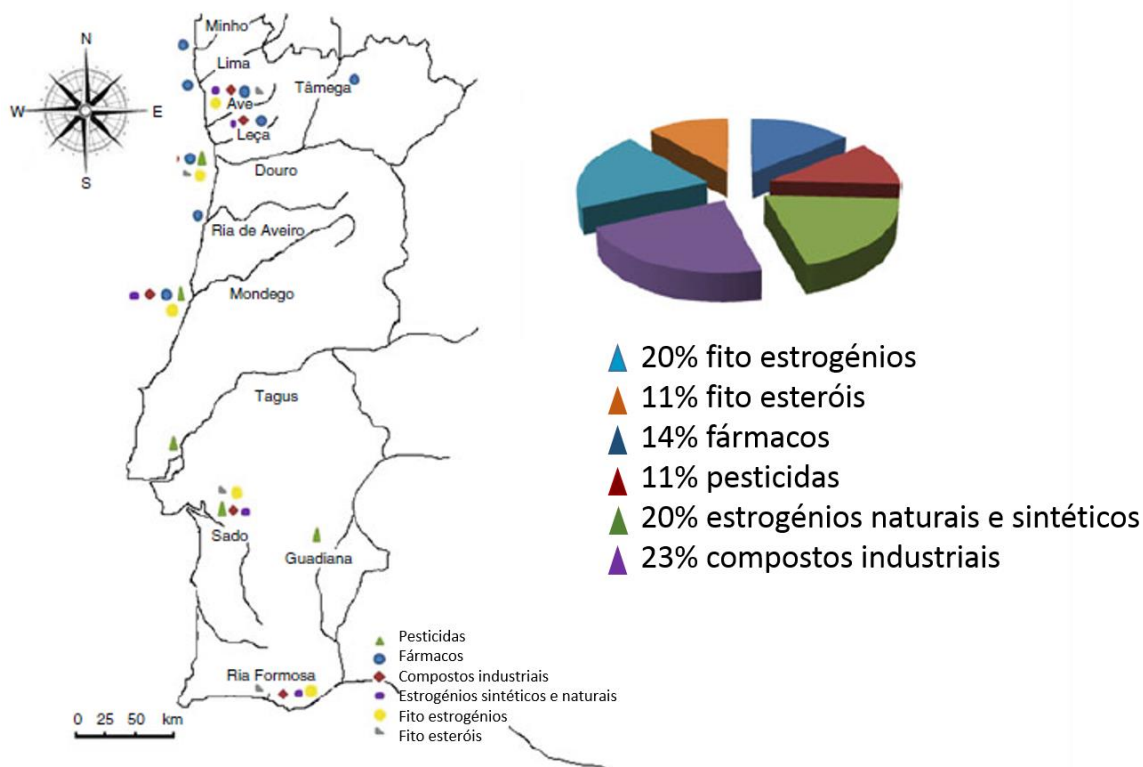 N
W
E
S
Minho
Lima
Tâmega
Ave
Leça
Douro
Ria de Aveiro
Mondego
Tagus
Sado
Guadiana
Ria Formosa
0 25 50 km
Pesticidas
Fármacos
Compostos industriais
Estrogénios sintéticos e naturais
Fito estrogénios
Fito esteróis
20% fito estrogénios
11% fito esteróis
14% fármacos
11% pesticidas
20% estrogénios naturais e sintéticos
23% compostos industriais